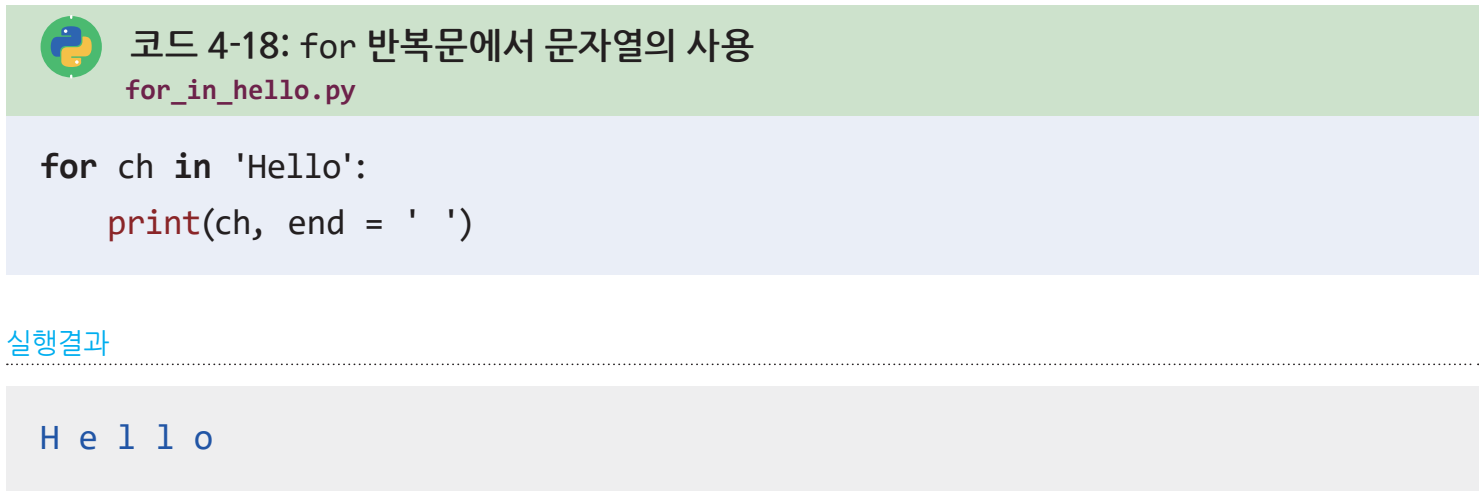 코드 4-18: for 반복문에서 문자열의 사용
for_in_hello.py
for ch in 'Hello':
    print(ch, end = ' ')
실행결과
H e l l o